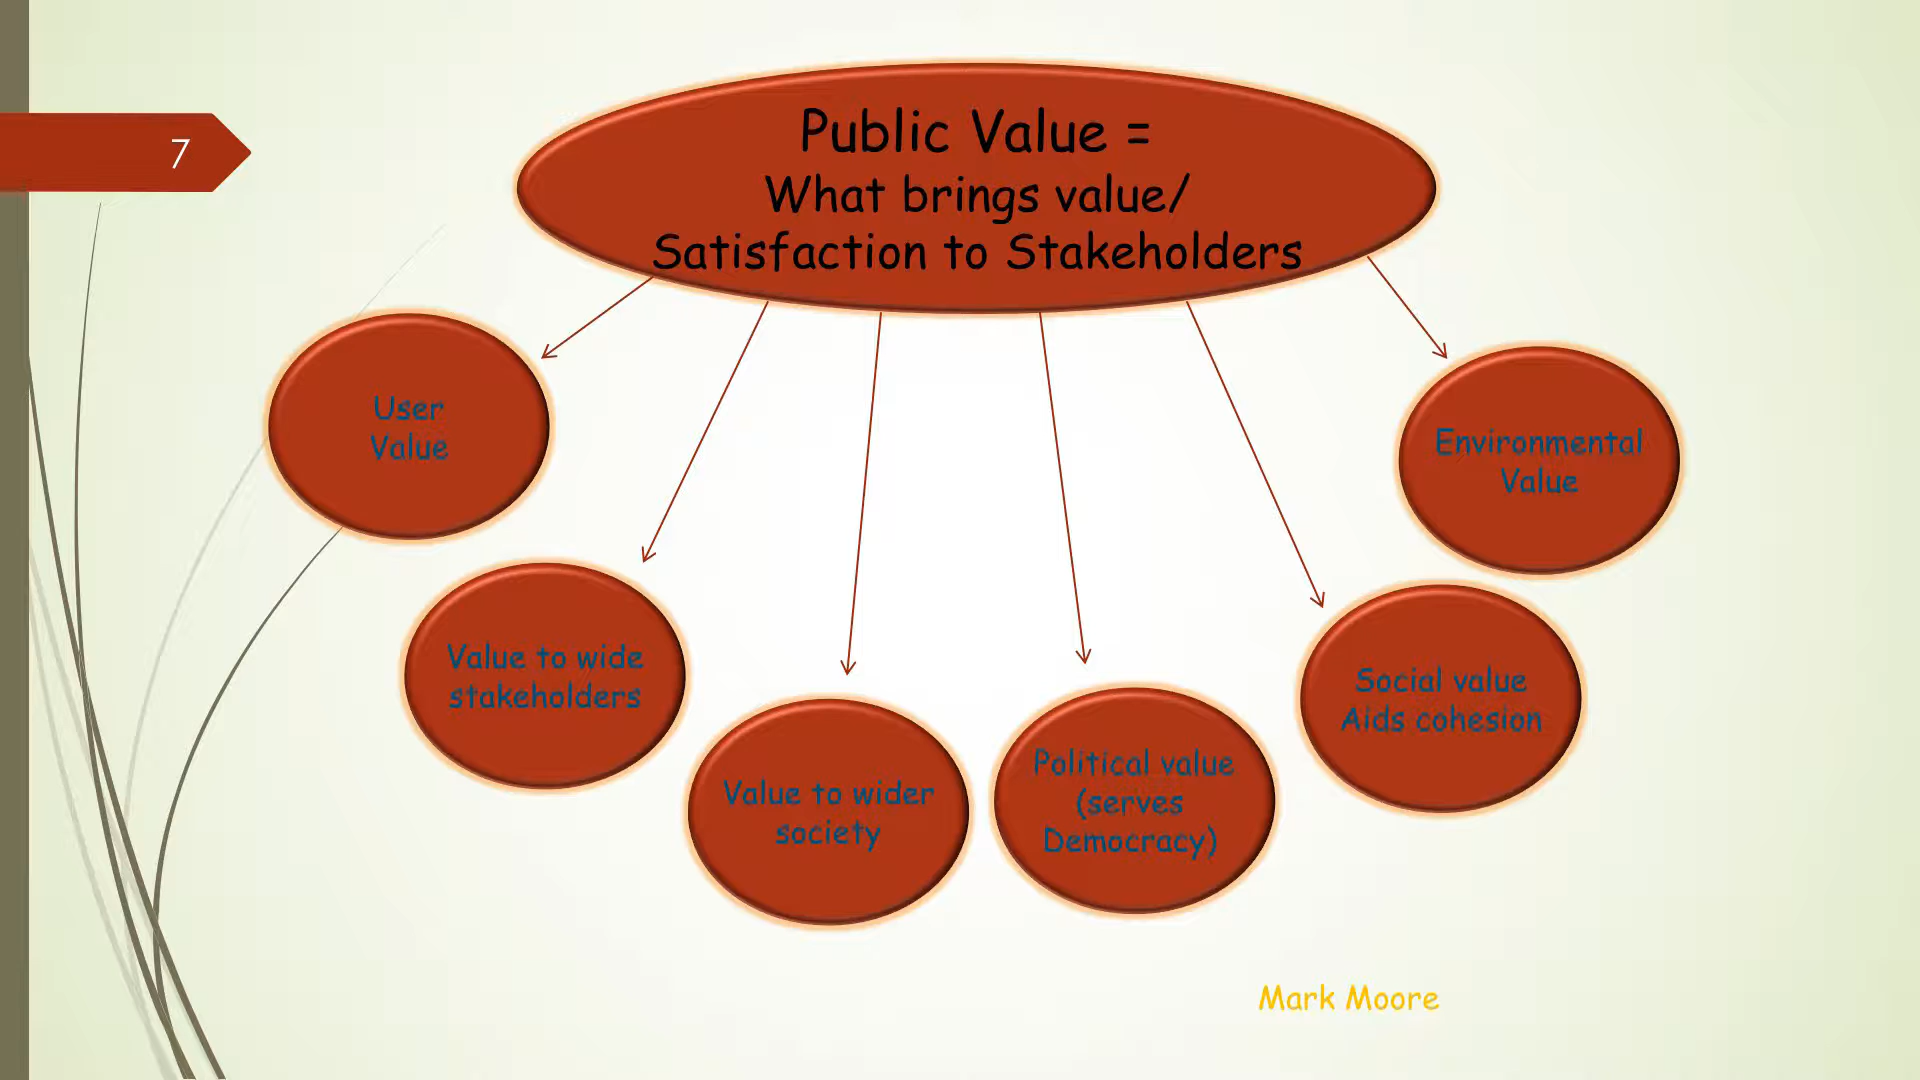 7
Public Value =
What brings value/
Satisfaction to Stakeholders
User
Value
Value to wide
stakeholders
Value to wider
society
Political value
(serves
Democracy)
Social value
Aids cohesion
Environmental
Value
Mark Moore